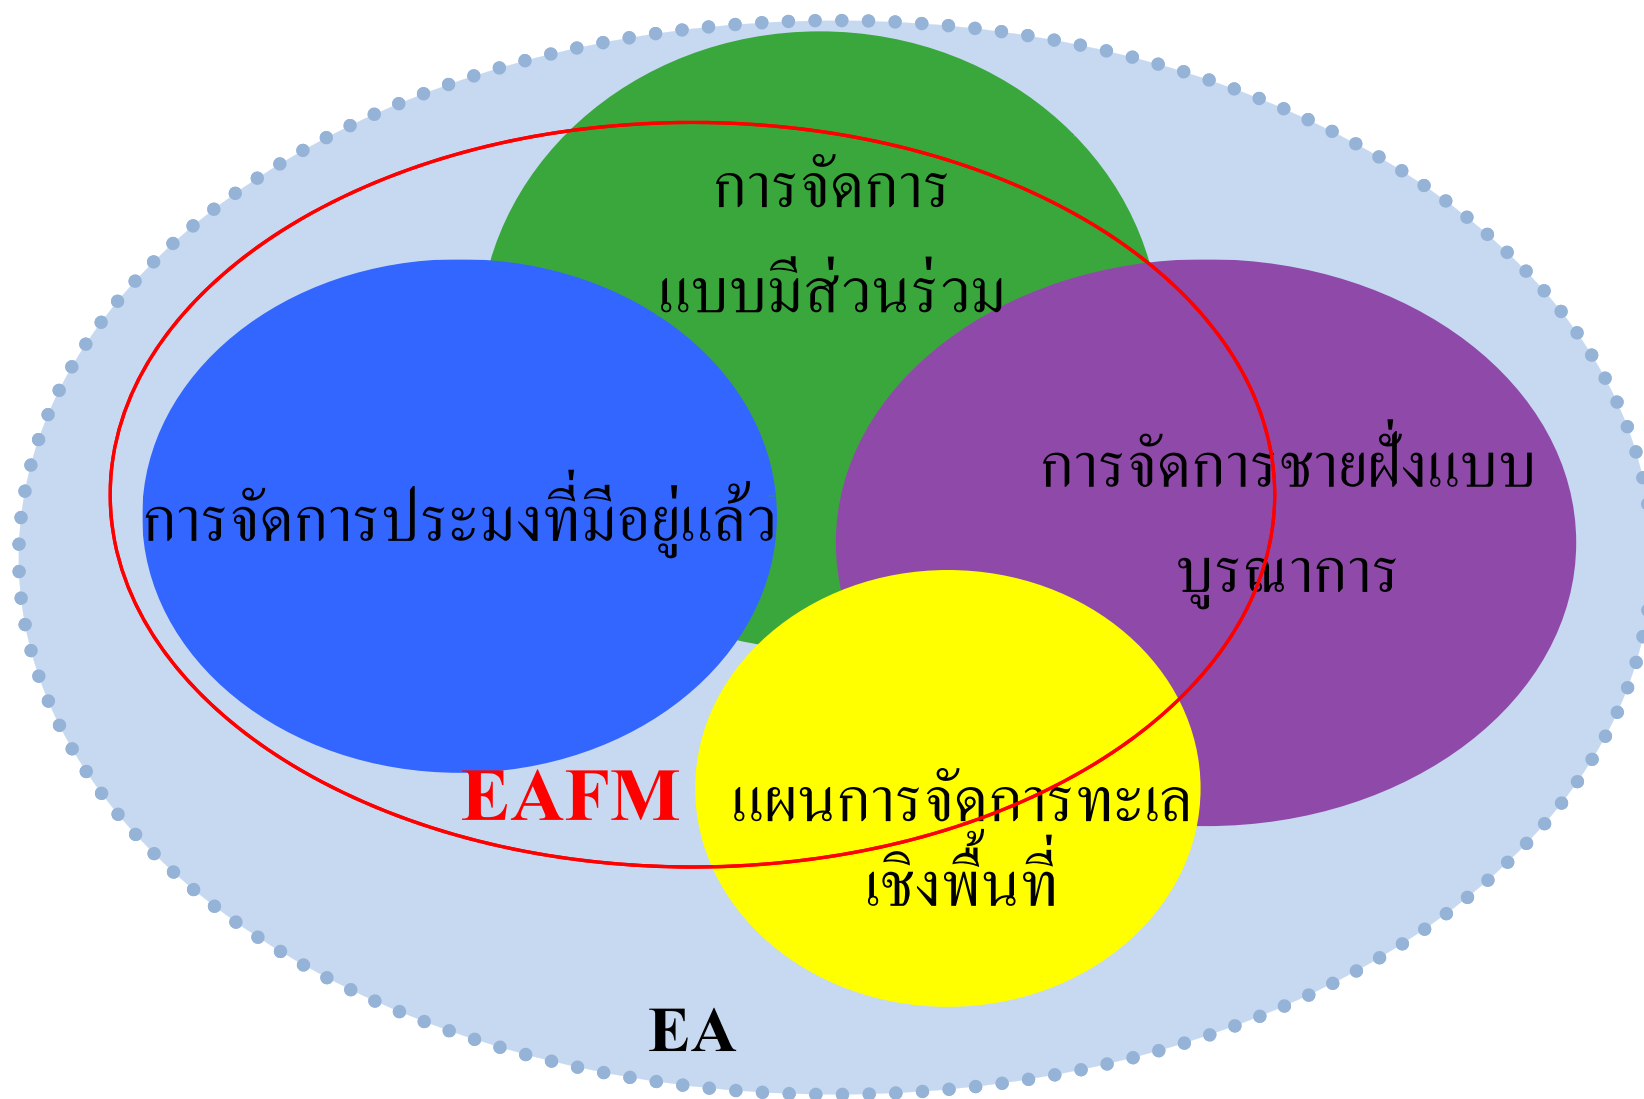 การจัดการ
แบบมีส่วนร่วม
การจัดการชายฝั่งแบบ
บูรณาการ
การจัดการประมงที่มีอยู่แล้ว
EAFM
แผนการจัดการทะเล
เชิงพื้นที่
EA